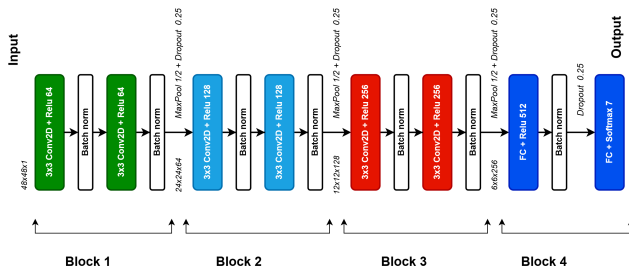 Input
48x48x1
3x3 Conv2D + Relu 64
Batch norm
3x3 Conv2D + Relu 64
Batch norm
MaxPool 1/2 + Dropout 0.25
24x24x64
3x3 Conv2D + Relu 128
Batch norm
3x3 Conv2D + Relu 128
Batch norm
MaxPool 1/2 + Dropout 0.25
12x12x128
3x3 Conv2D + Relu 256
Batch norm
3x3 Conv2D + Relu 256
Batch norm
MaxPool 1/2 + Dropout 0.25
6x6x256
FC + Relu 512
Batch norm
Dropout 0.25
FC + Softmax 7
Output
Block 1
Block 2
Block 3
Block 4